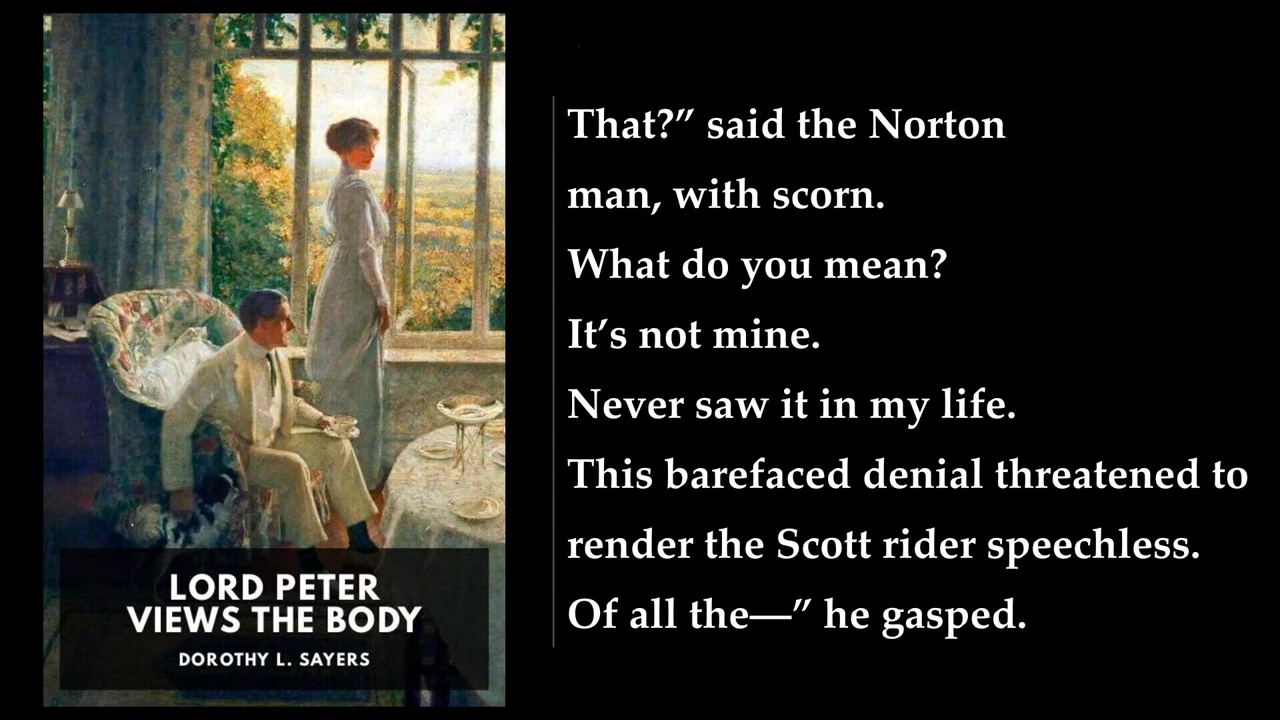 LORD PETER
VIEWS THE BODY
DOROTHY L. SAYERS
That?” said the Norton
man, with scorn.
What do you mean?
It’s not mine.
Never saw it in my life.
This barefaced denial threatened to
render the Scott rider speechless.
Of all the—” he gasped.